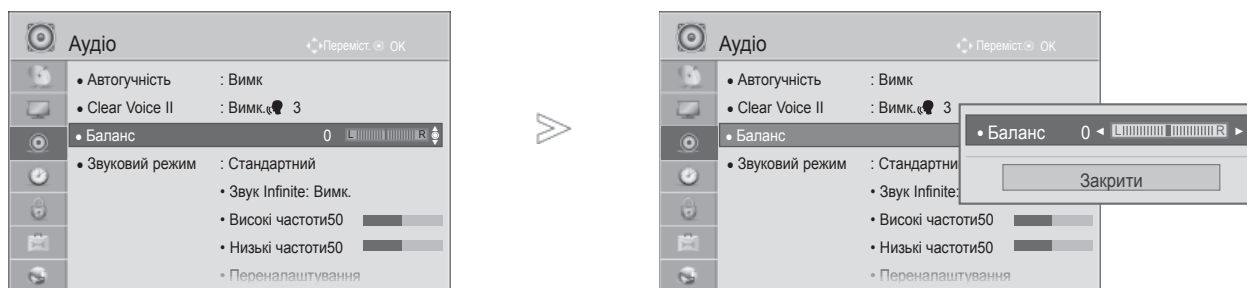 Аудіо
Переміст. OK
• Автогучність : Вимк
• Clear Voice II : Вимк. 3
• Баланс 0 L R
• Звуковий режим : Стандартний
• Звук Infinite: Вимк.
• Високі частоти50
• Низькі частоти50
• Переналаштування
Аудіо
Переміст. OK
• Автогучність : Вимк
• Clear Voice II : Вимк. 3
• Баланс
• Звуковий режим : Стандартни
• Звук Infinite:
• Високі частоти50
• Низькі частоти50
• Переналаштування
• Баланс 0 ◄ L R ►
Закрити